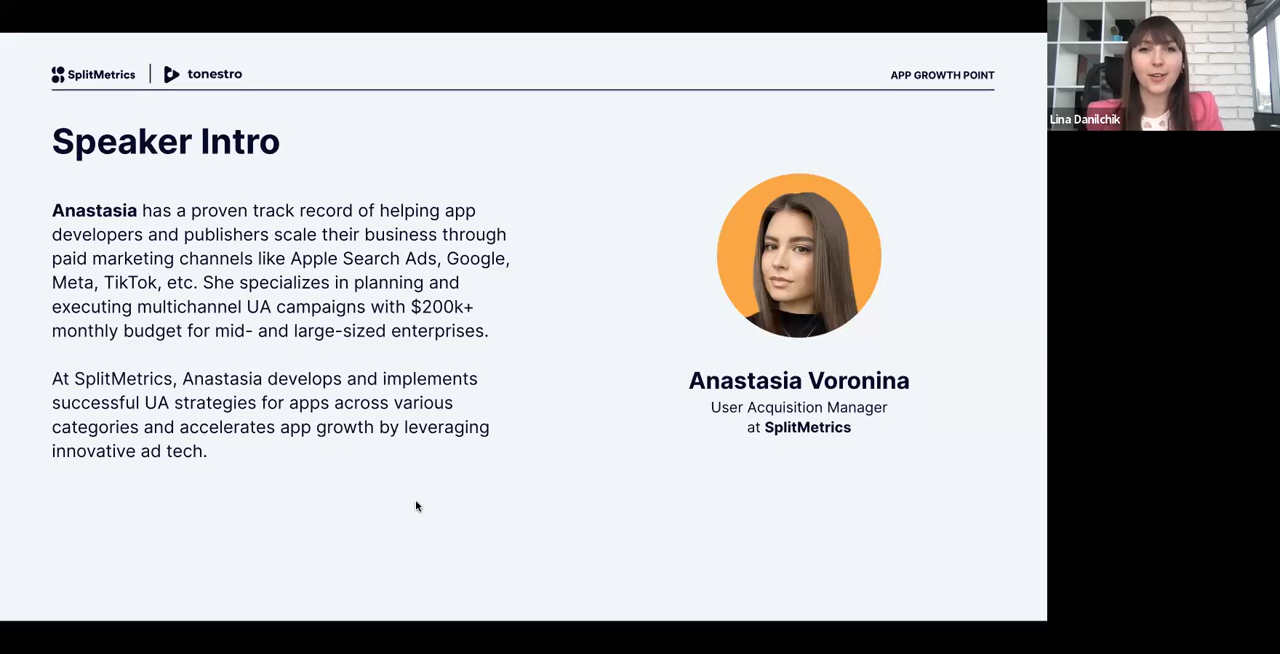 SplitMetrics | tonestro
APP GROWTH POINT
Lina Danilchik
Speaker Intro
Anastasia has a proven track record of helping app
developers and publishers scale their business through
paid marketing channels like Apple Search Ads, Google,
Meta, TikTok, etc. She specializes in planning and
executing multichannel UA campaigns with $200k+
monthly budget for mid- and large-sized enterprises.
At SplitMetrics, Anastasia develops and implements
successful UA strategies for apps across various
categories and accelerates app growth by leveraging
innovative ad tech.
Anastasia Voronina
User Acquisition Manager
at SplitMetrics